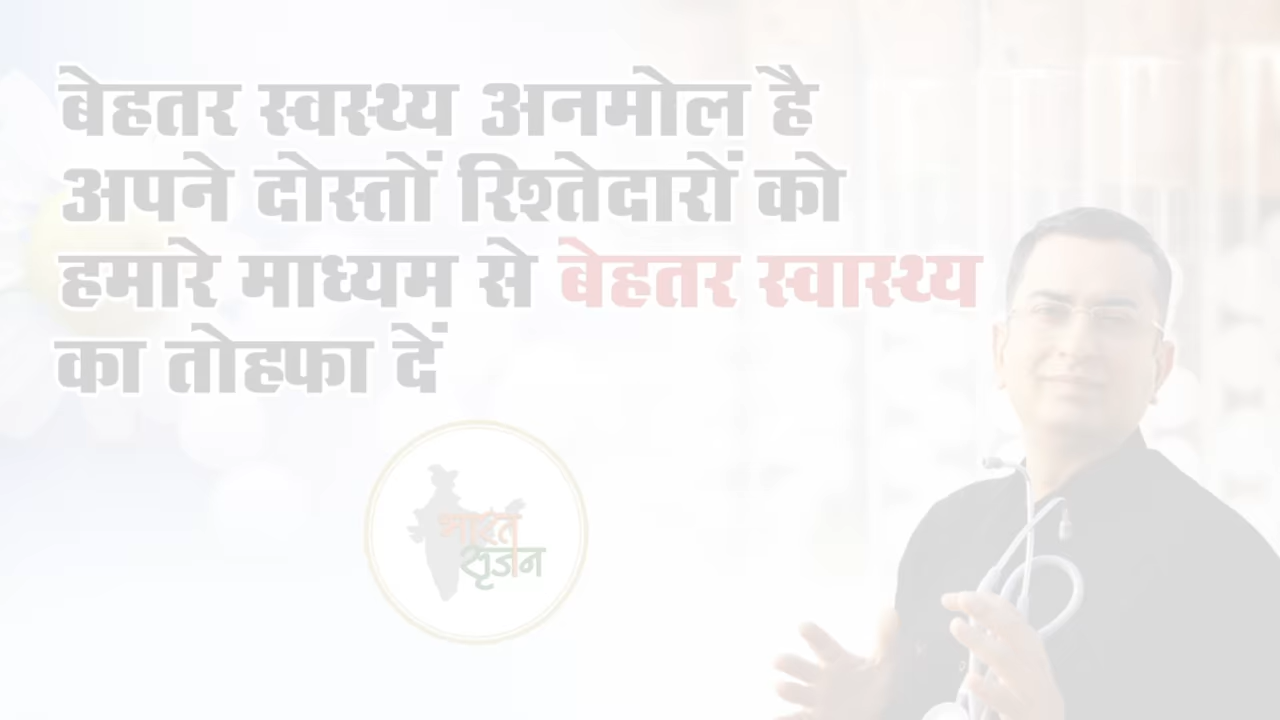 बेहतर स्वस्थ्य अनमोल है
अपने दोस्तों रिश्तेदारों को
हमारे माध्यम से बेहतर स्वास्थ्य
का तोहफा दें
भारत
सृजन